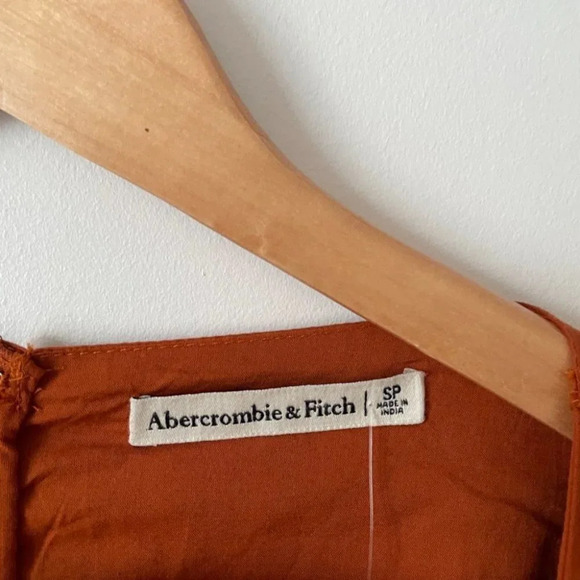 Abercrombie & Fitch | SP
MADE IN
INDIA